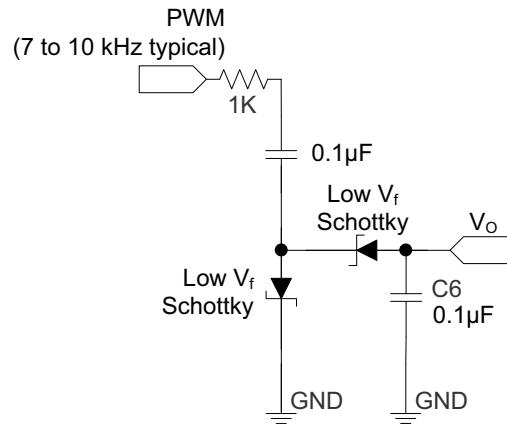 PWM
(7 to 10 kHz typical)
1K
0.1µF
Low Vf
Schottky
VO
Low Vf
Schottky
C6
0.1µF
GND
GND